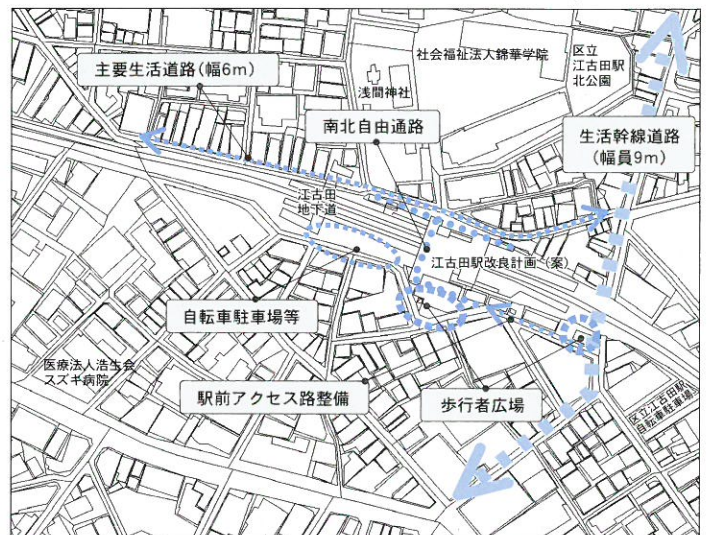 社会福祉法人錦華学院
区立
江古田駅
北公園
主要生活道路(幅6m)
浅間神社
南北自由通路
生活幹線道路
(幅員9m)
江古田
地下道
江古田駅改良計画(案)
自転車駐車場等
医療法人浩生会
スズキ病院
駅前アクセス路整備
歩行者広場
区立江古田駅
自転車駐車場